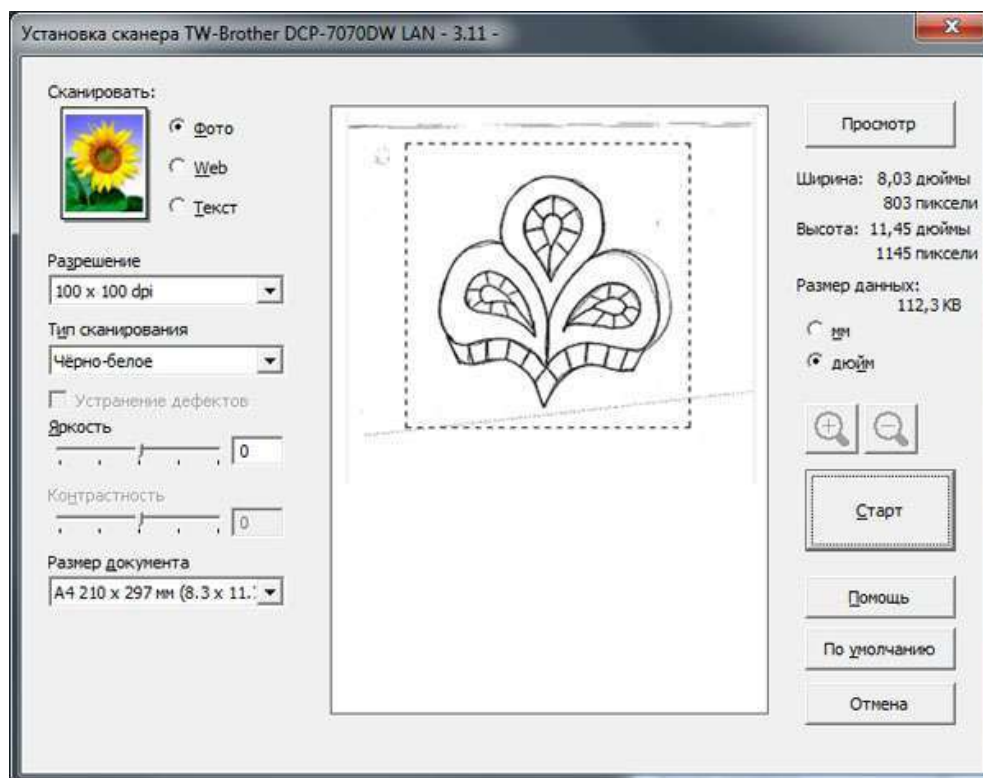 Установка сканера TW-Brother DCP-7070DW LAN - 3.11 -
Сканировать:
Фото
Web
Текст
Разрешение
100 x 100 dpi
Тип сканирования
Чёрно-белое
Устранение дефектов
Яркость
0
Контрастность
0
Размер документа
A4 210 x 297 мм (8.3 x 11.
Просмотр
Ширина: 8,03 дюймы
803 пиксели
Высота: 11,45 дюймы
1145 пиксели
Размер данных:
112,3 KB
мм
дюйм
Старт
Помощь
По умолчанию
Отмена